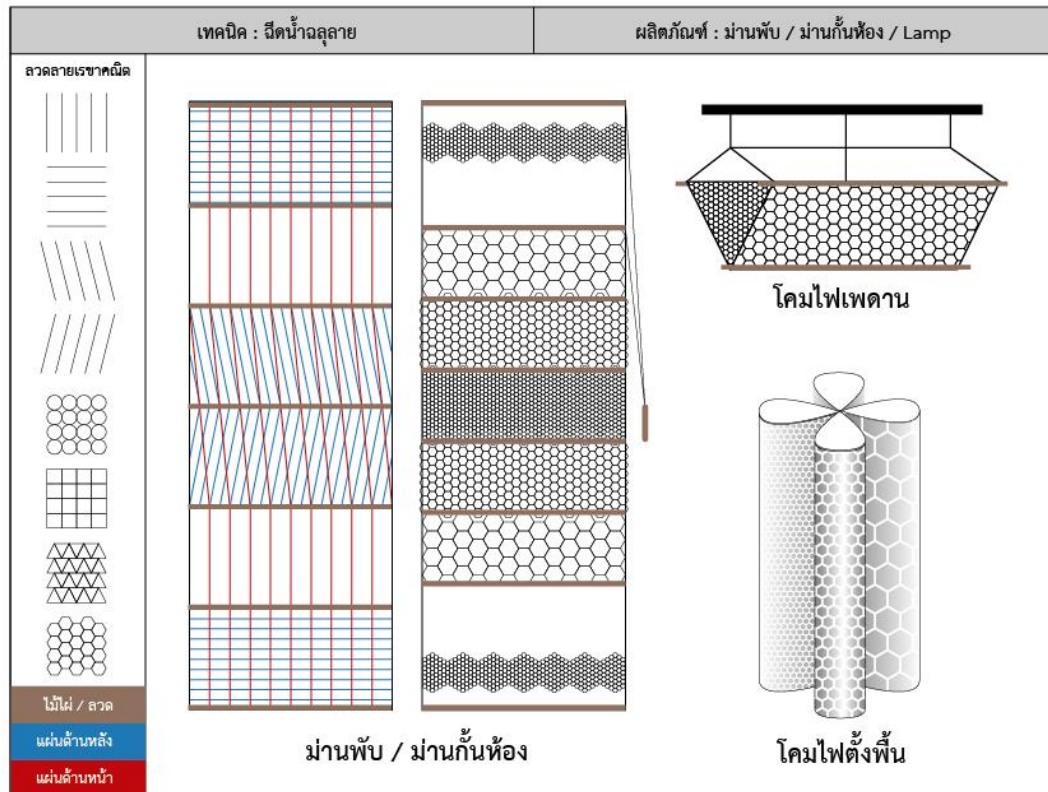 เทคนิค : ฉีดน้ำฉลุลาย
ผลิตภัณฑ์ : ม่านพับ / ม่านกั้นห้อง / Lamp
ลวดลายเรขาคณิต
โคมไฟเพดาน
ไม้ไผ่ / ลวด
แผ่นด้านหลัง
แผ่นด้านหน้า
ม่านพับ / ม่านกั้นห้อง
โคมไฟตั้งพื้น